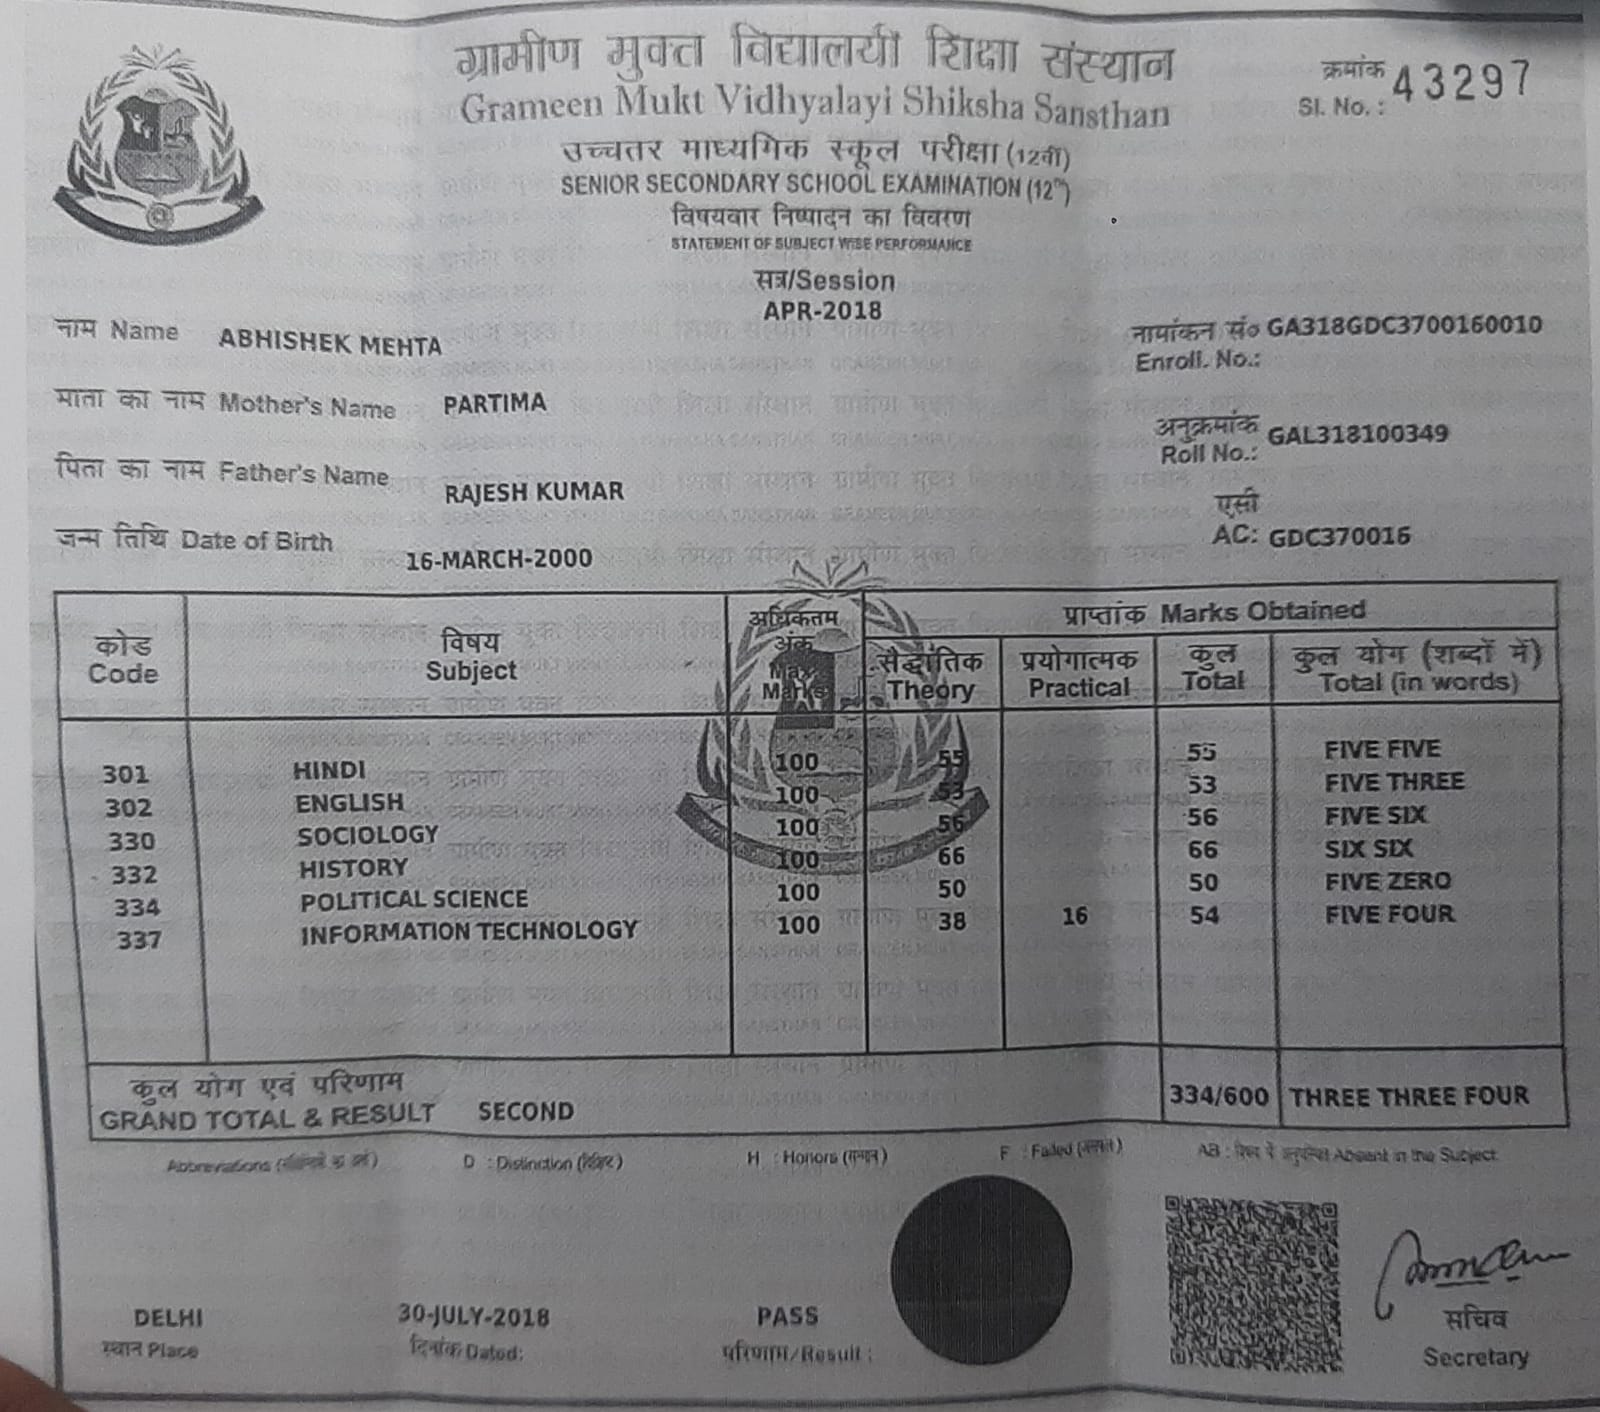 ग्रामीण मुक्त विद्यालयी शिक्षा संस्थान
Grameen Mukt Vidhyalayi Shiksha Sansthan
क्रमांक 43297
Sl. No. :
उच्चतर माध्यमिक स्कूल परीक्षा (12वीं)
SENIOR SECONDARY SCHOOL EXAMINATION (12th)
विषयवार निष्पादन का विवरण
STATEMENT OF SUBJECT WISE PERFORMANCE
सत्र/Session
APR-2018
नाम Name ABHISHEK MEHTA
नामांकन सं० GA318GDC3700160010
Enroll. No.:
माता का नाम Mother's Name PARTIMA
अनुक्रमांक GAL318100349
Roll No.:
पिता का नाम Father's Name RAJESH KUMAR
एसी
AC: GDC370016
जन्म तिथि Date of Birth 16-MARCH-2000
कोड विषय अधिकतम अंक प्राप्तांक Marks Obtained
Code Subject Max Marks सैद्धांतिक प्रयोगात्मक कुल कुल योग (शब्दों में)
Theory Practical Total Total (in words)
301 HINDI 100 55 55 FIVE FIVE
302 ENGLISH 100 53 53 FIVE THREE
330 SOCIOLOGY 100 56 56 FIVE SIX
332 HISTORY 100 66 66 SIX SIX
334 POLITICAL SCIENCE 100 50 50 FIVE ZERO
337 INFORMATION TECHNOLOGY 100 38 16 54 FIVE FOUR
कुल योग एवं परिणाम
GRAND TOTAL & RESULT SECOND 334/600 THREE THREE FOUR
Abbreviations D : Distinction H : Honors F : Failed AB : Absent in the Subject
DELHI 30-JULY-2018 PASS
स्थान Place दिनांक Dated: परिणाम/Result :
सचिव
Secretary